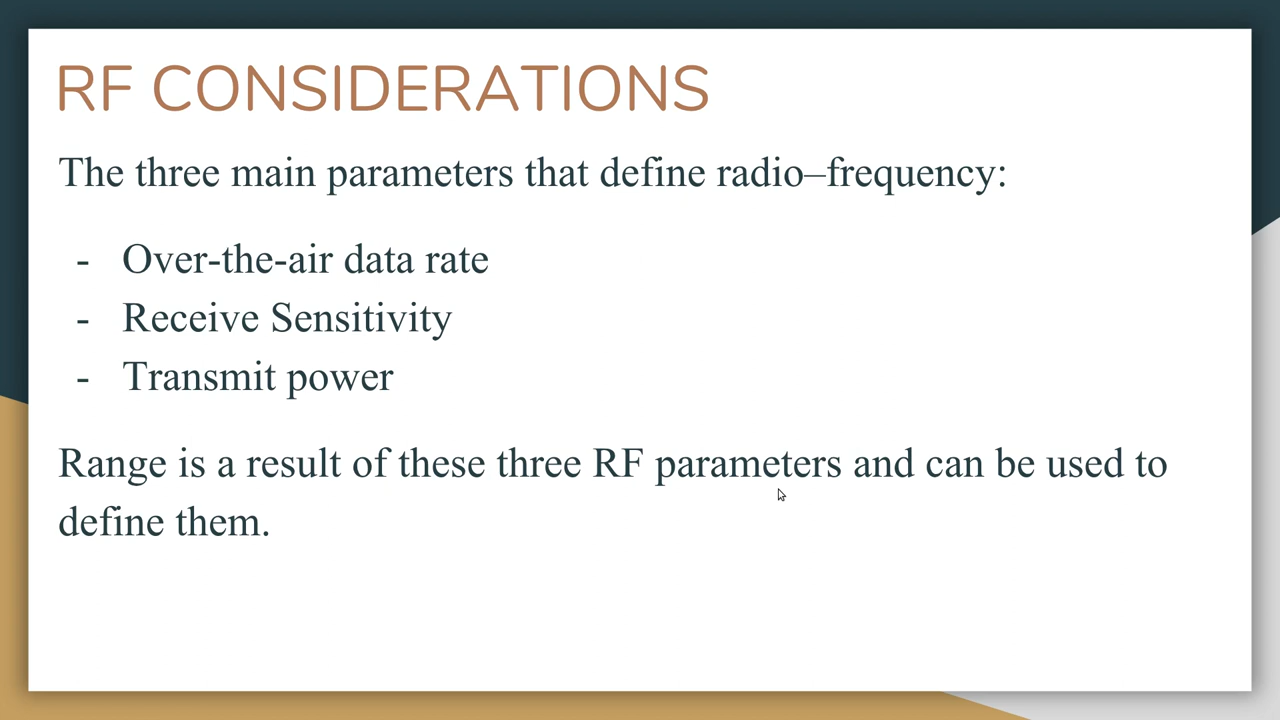 RF CONSIDERATIONS
The three main parameters that define radio–frequency:
- Over-the-air data rate
- Receive Sensitivity
- Transmit power
Range is a result of these three RF parameters and can be used to
define them.